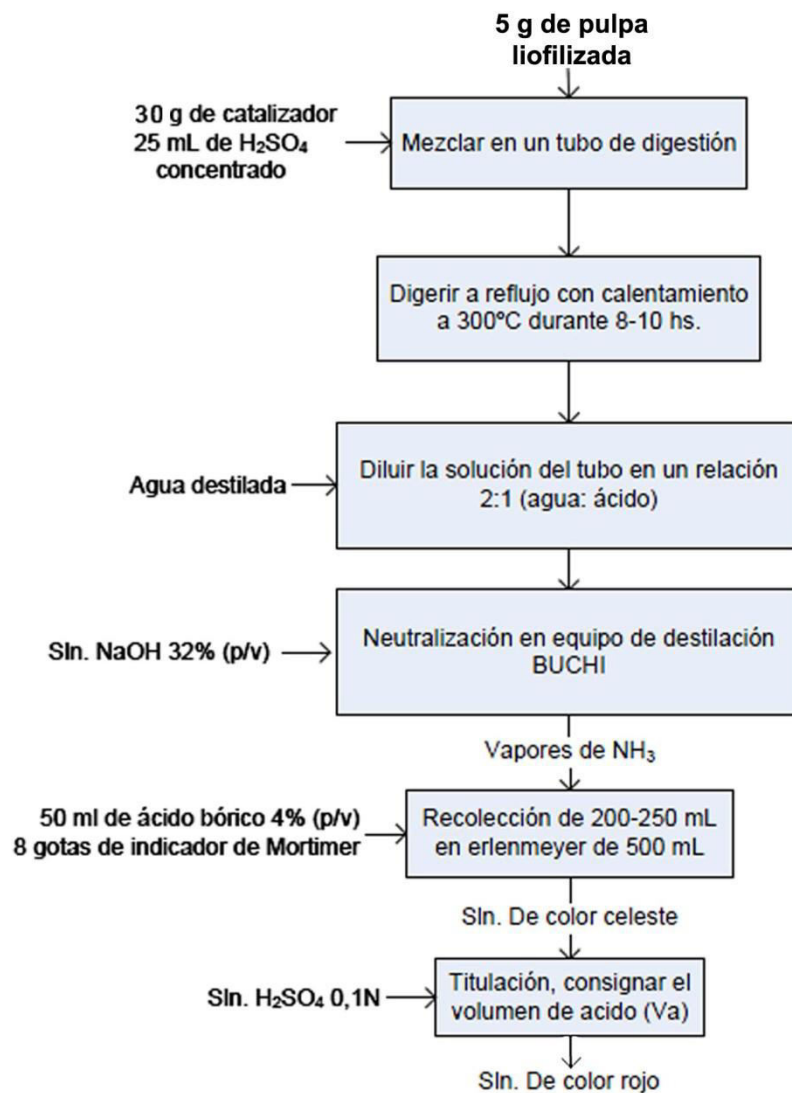 5 g de pulpa
liofilizada
30 g de catalizador
25 mL de H₂SO₄
concentrado
Mezclar en un tubo de digestión
Digerir a reflujo con calentamiento
a 300ºC durante 8-10 hs.
Agua destilada
Diluir la solución del tubo en un relación
2:1 (agua: ácido)
Sln. NaOH 32% (p/v)
Neutralización en equipo de destilación
BUCHI
Vapores de NH₃
50 ml de ácido bórico 4% (p/v)
8 gotas de indicador de Mortimer
Recolección de 200-250 mL
en erlenmeyer de 500 mL
Sln. De color celeste
Sln. H₂SO₄ 0,1N
Titulación, consignar el
volumen de acido (Va)
Sln. De color rojo